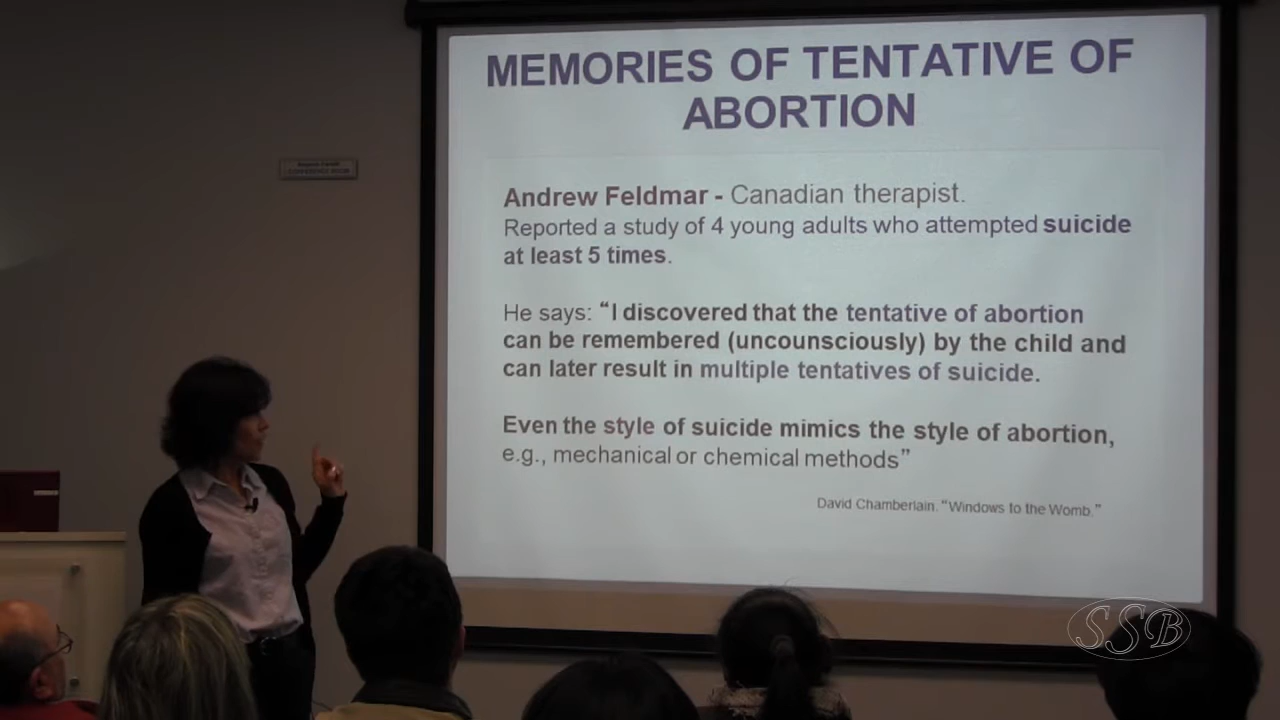 MEMORIES OF TENTATIVE OF
ABORTION
Andrew Feldmar - Canadian therapist.
Reported a study of 4 young adults who attempted suicide
at least 5 times.
He says: “I discovered that the tentative of abortion
can be remembered (uncounsciously) by the child and
can later result in multiple tentatives of suicide.
Even the style of suicide mimics the style of abortion,
e.g., mechanical or chemical methods”
David Chamberlain. “Windows to the Womb.”
SSB